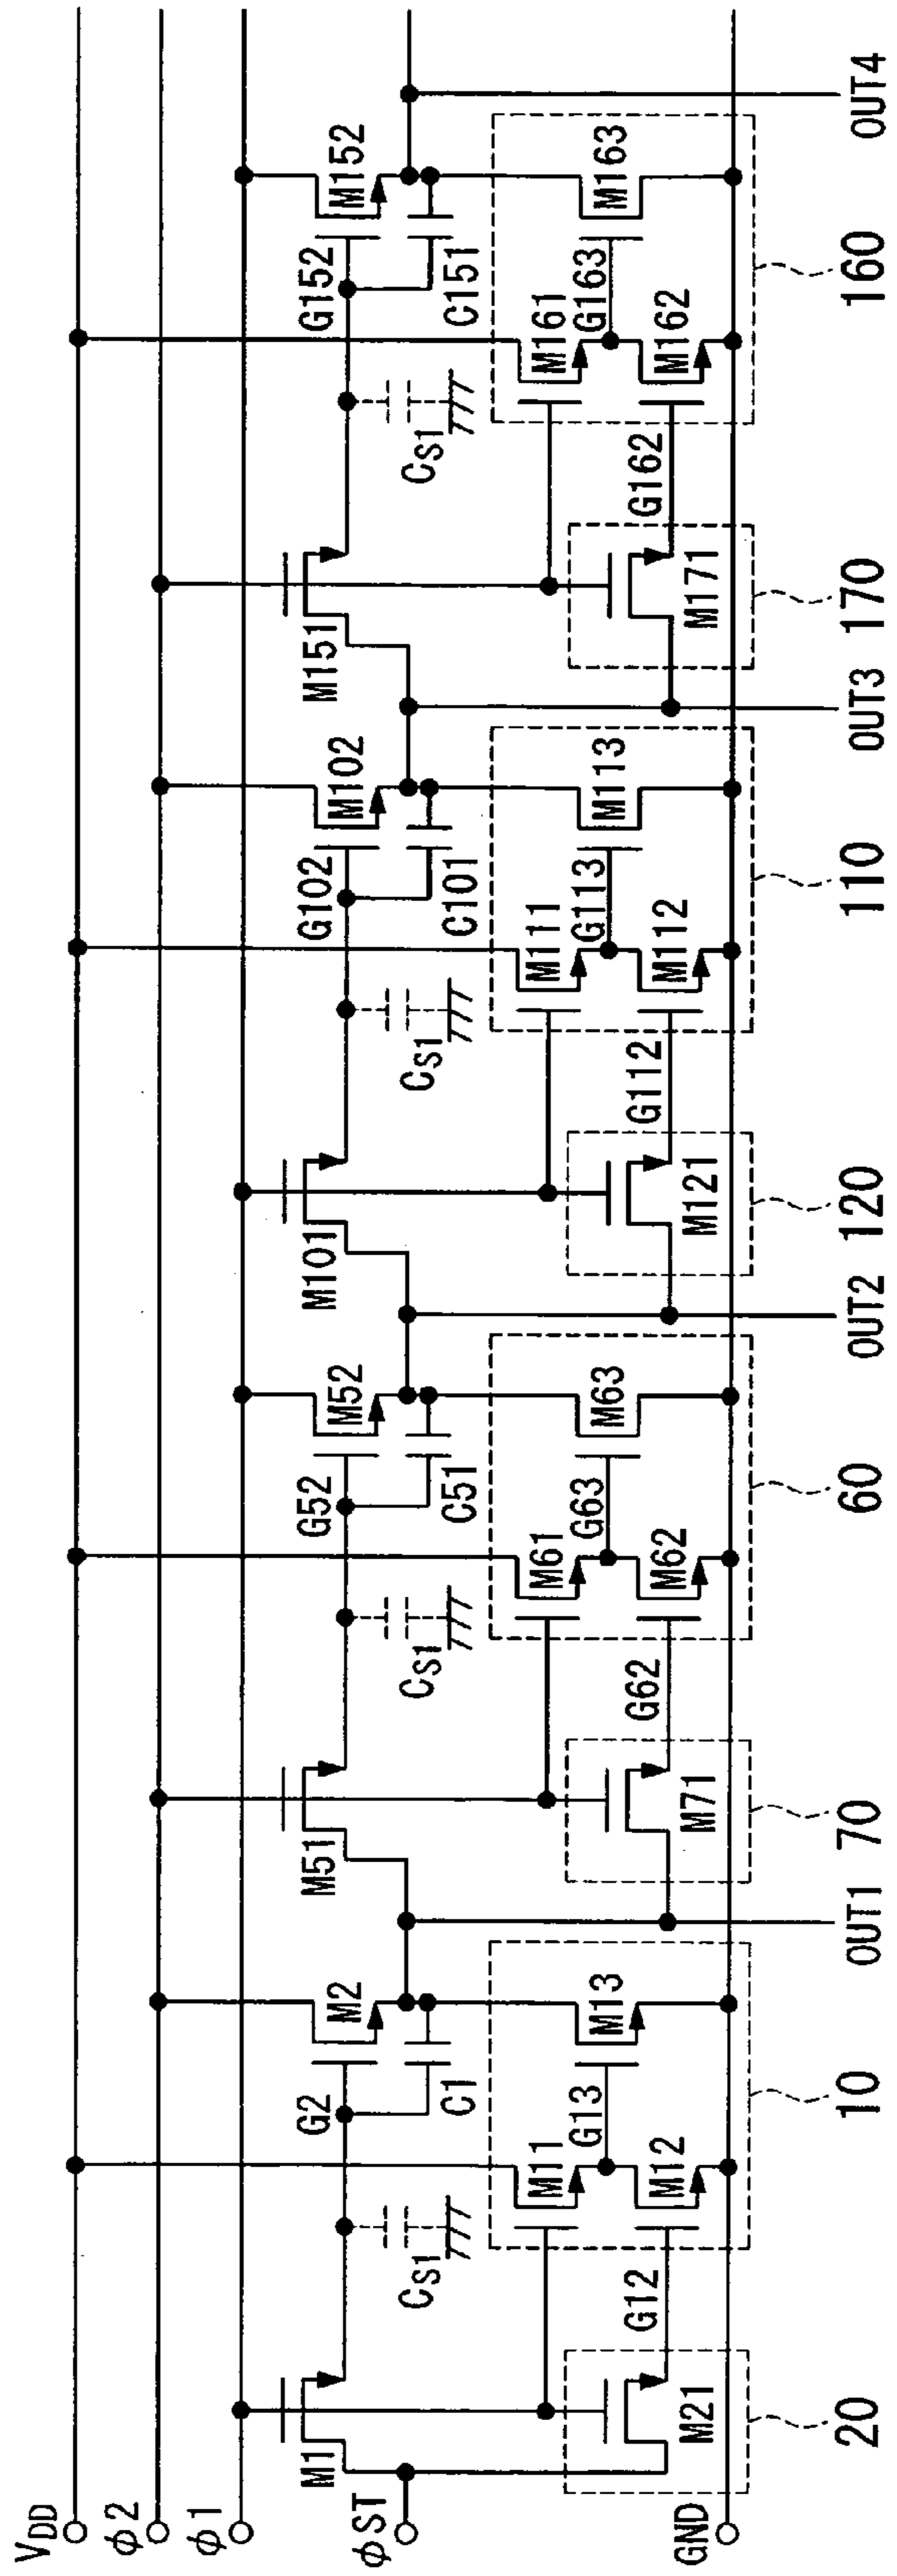 VDD
φ2
φ1
φST
GND
M1
M21
20
CS1
G12
G2
C1
M2
M11
G13
M12
M13
10
OUT1
M51
M71
70
CS1
G62
G52
C51
M52
M61
G63
M62
M63
60
OUT2
M101
M121
120
CS1
G112
G102
C101
M102
M111
G113
M112
M113
110
OUT3
M151
M171
170
CS1
G162
G152
C151
M152
M161
G163
M162
M163
160
OUT4